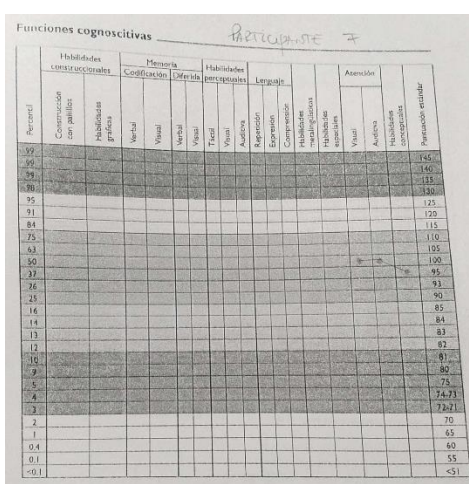 Funciones cognoscitivas PARTICIPANTE 7
Habilidades construccionales
Memoria
Codificación Diferida
Habilidades perceptuales
Lenguaje
Atención
Percentil
Construcción con palillos
Habilidades gráficas
Verbal
Visual
Verbal
Visual
Táctil
Visual
Auditiva
Repetición
Expresión
Comprensión
Habilidades metalingüísticas
Habilidades espaciales
Visual
Auditiva
Habilidades conceptuales
Puntuación estándar
99 145
99 140
99 135
98 130
95 125
91 120
84 115
75 110
63 105
50 100
37 95
26 93
25 90
16 85
14 84
13 83
12 82
10 81
9 80
5 75
4 74-73
3 72-71
2 70
1 65
0.4 60
0.1 55
<0.1 <51